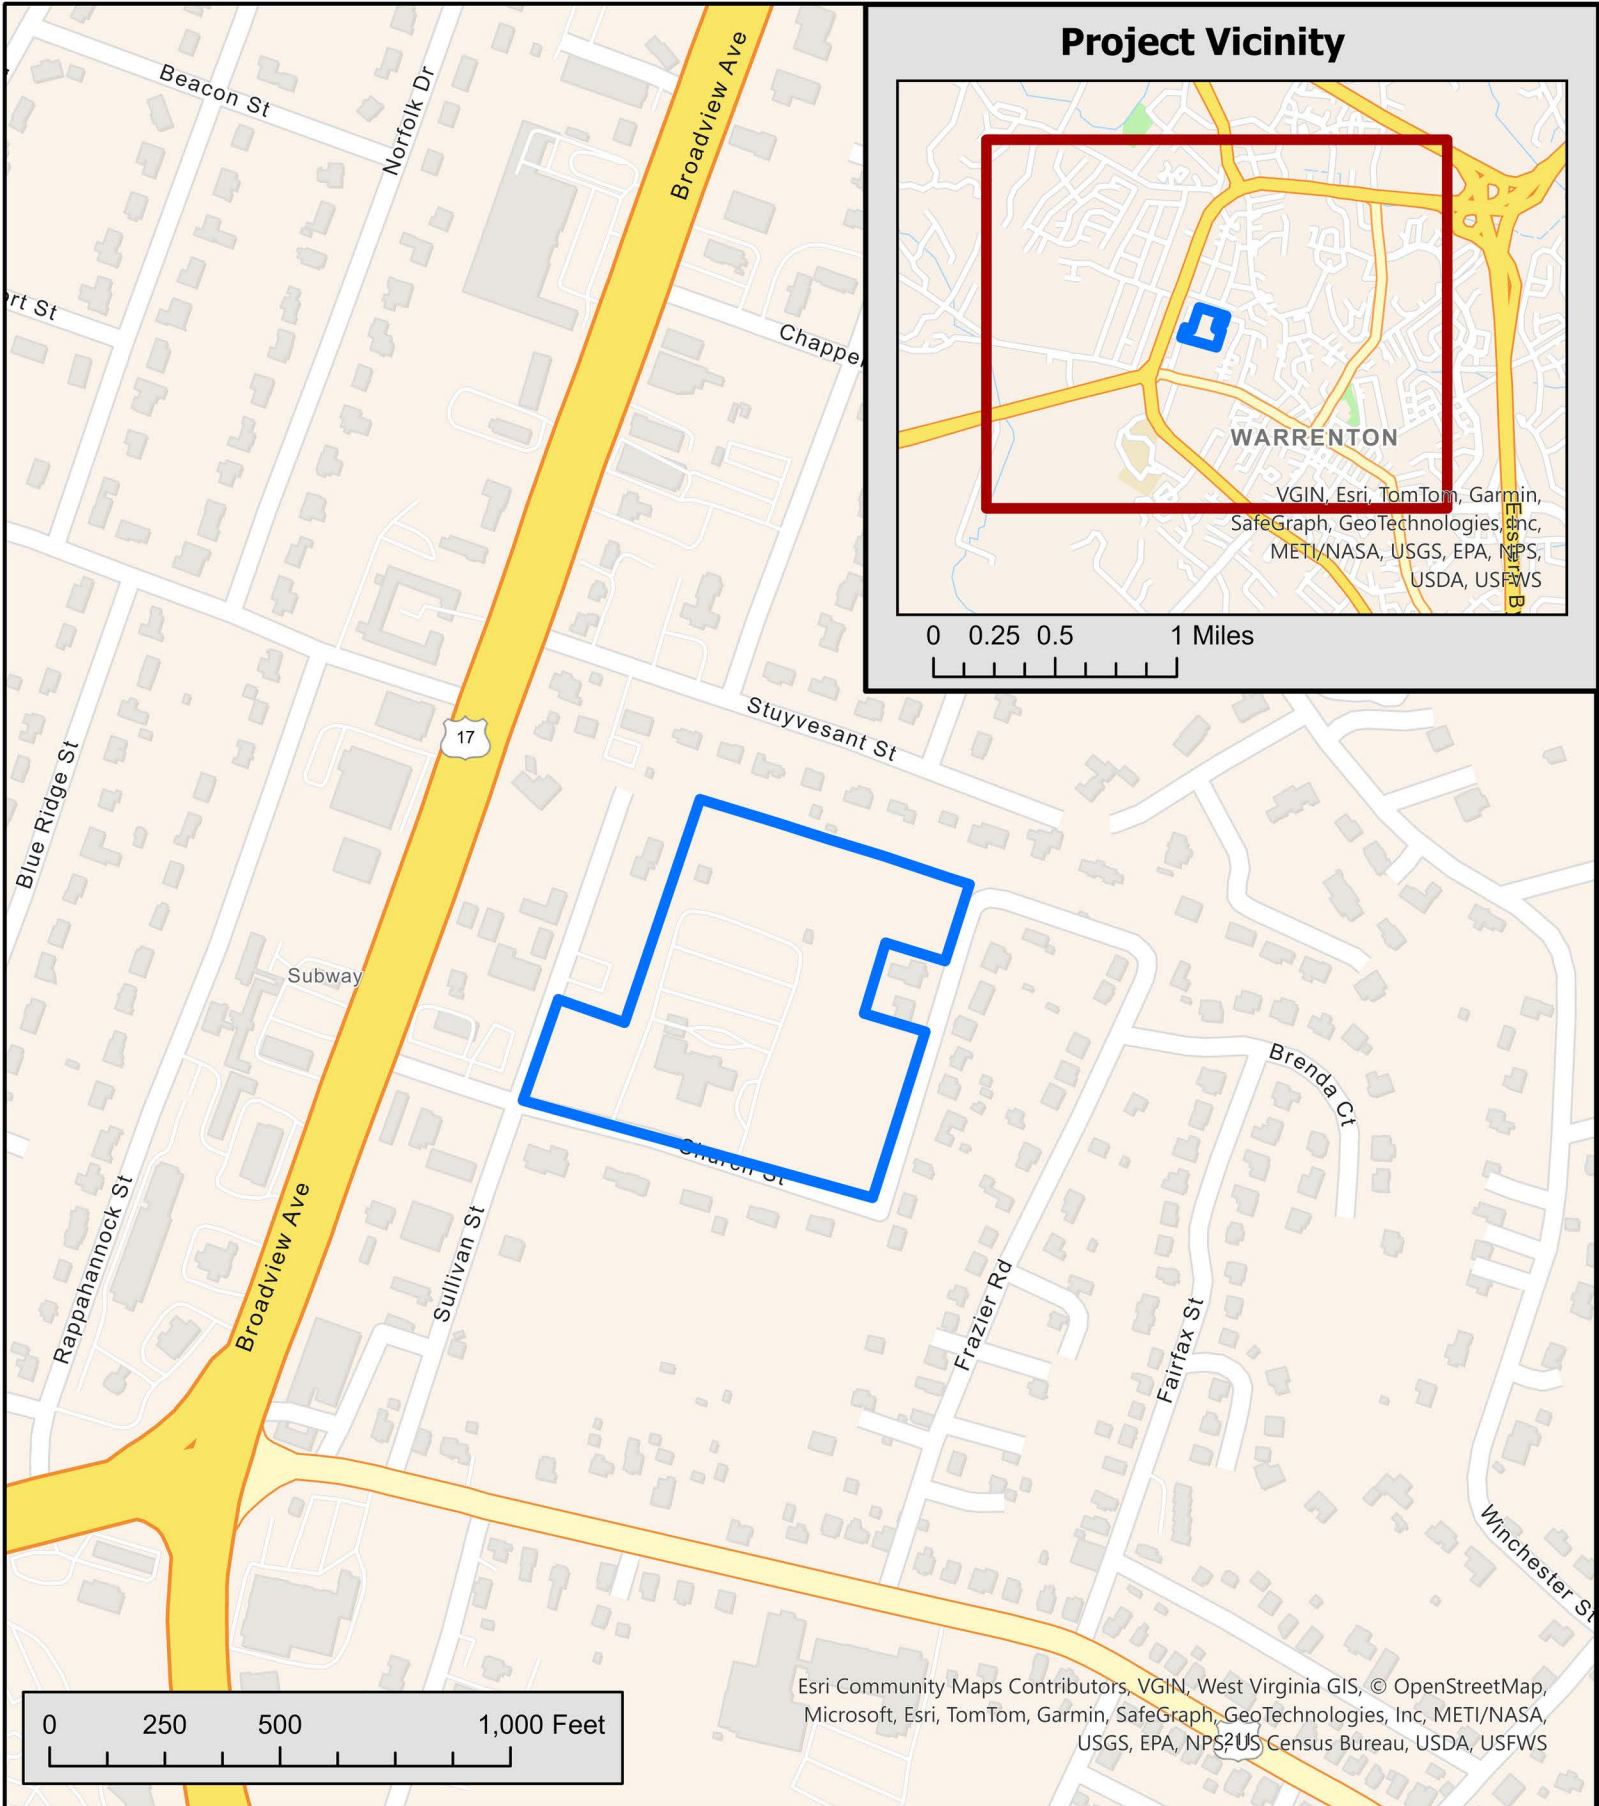 Project Vicinity
WARRENTON
VGIN, Esri, TomTom, Garmin,
SafeGraph, GeoTechnologies, Inc,
METI/NASA, USGS, EPA, NPS,
USDA, USFWS
0 0.25 0.5 1 Miles
Beacon St
Norfolk Dr
Broadview Ave
rt St
Chappe
Stuyvesant St
17
Blue Ridge St
Subway
Brenda Ct
Church St
Rappahannock St
Broadview Ave
Sullivan St
Frazier Rd
Fairfax St
Winchester St
211
Esri Community Maps Contributors, VGIN, West Virginia GIS, © OpenStreetMap,
Microsoft, Esri, TomTom, Garmin, SafeGraph, GeoTechnologies, Inc, METI/NASA,
USGS, EPA, NPS, US Census Bureau, USDA, USFWS
0 250 500 1,000 Feet